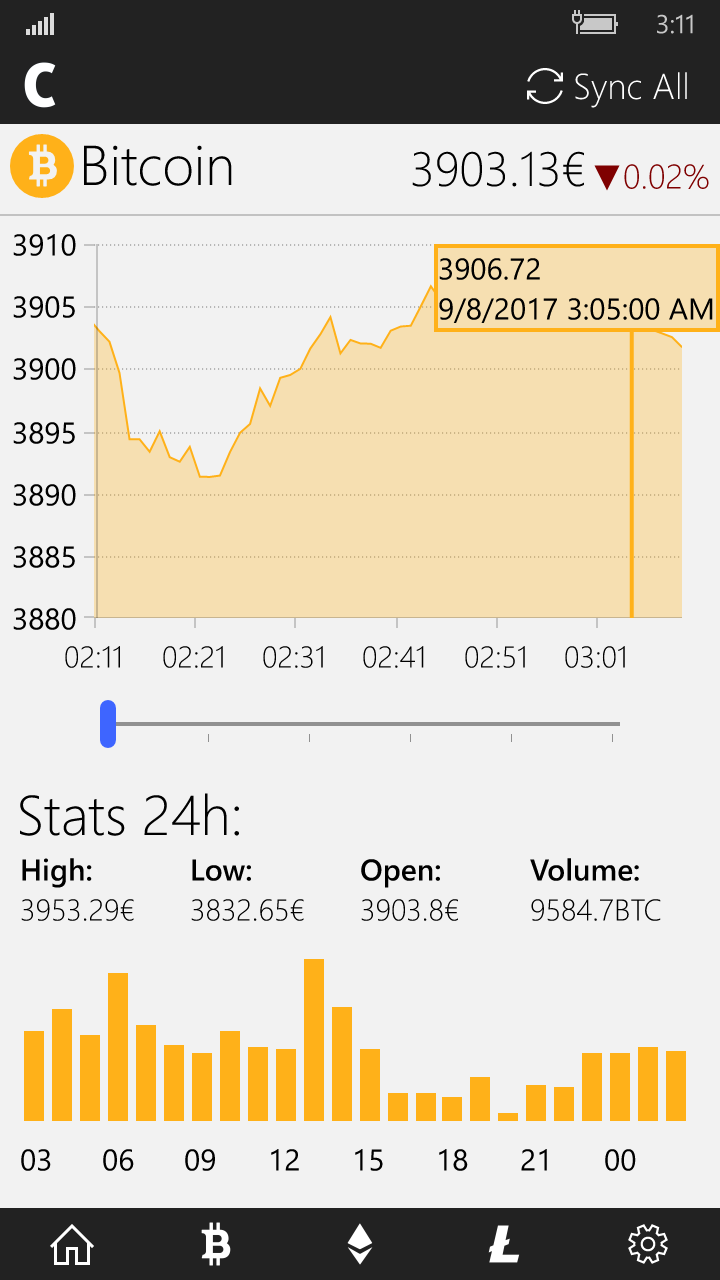 3:11
C
Sync All
Bitcoin 3903.13€ ▼0.02%
3910
3906.72
9/8/2017 3:05:00 AM
3905
3900
3895
3890
3885
3880
02:11 02:21 02:31 02:41 02:51 03:01
Stats 24h:
High: Low: Open: Volume:
3953.29€ 3832.65€ 3903.8€ 9584.7BTC
03 06 09 12 15 18 21 00